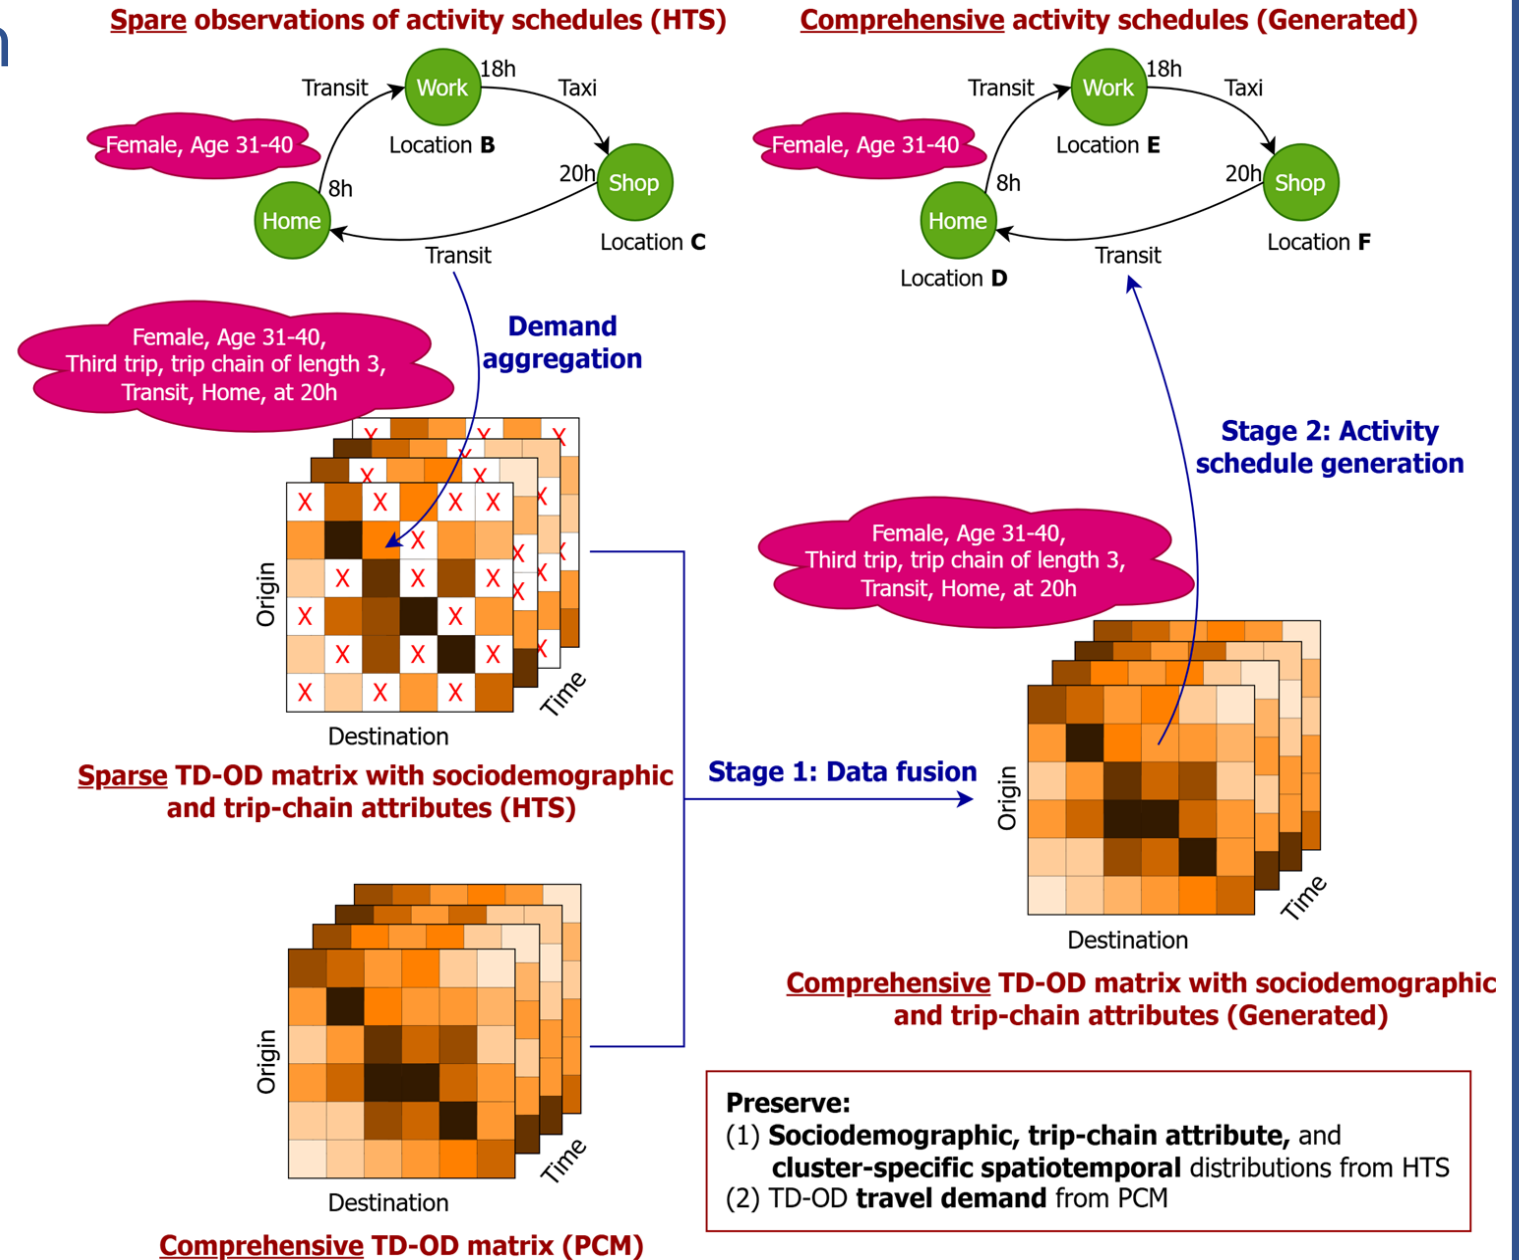 Spare observations of activity schedules (HTS)
Transit
Work
18h
Taxi
Female, Age 31-40
Location B
8h
20h
Shop
Home
Location C
Transit
Female, Age 31-40,
Third trip, trip chain of length 3,
Transit, Home, at 20h
Demand
aggregation
X X X
X
X X
X X X X X
X X
X X X X X X
X X
X X X X
X X X
Origin
Time
Destination
Sparse TD-OD matrix with sociodemographic
and trip-chain attributes (HTS)
Origin
Time
Destination
Comprehensive TD-OD matrix (PCM)
Stage 1: Data fusion
Comprehensive activity schedules (Generated)
Transit
Work
18h
Taxi
Female, Age 31-40
Location E
8h
20h
Shop
Home
Location F
Location D
Transit
Stage 2: Activity
schedule generation
Female, Age 31-40,
Third trip, trip chain of length 3,
Transit, Home, at 20h
Origin
Time
Destination
Comprehensive TD-OD matrix with sociodemographic
and trip-chain attributes (Generated)
Preserve:
(1) Sociodemographic, trip-chain attribute, and
cluster-specific spatiotemporal distributions from HTS
(2) TD-OD travel demand from PCM